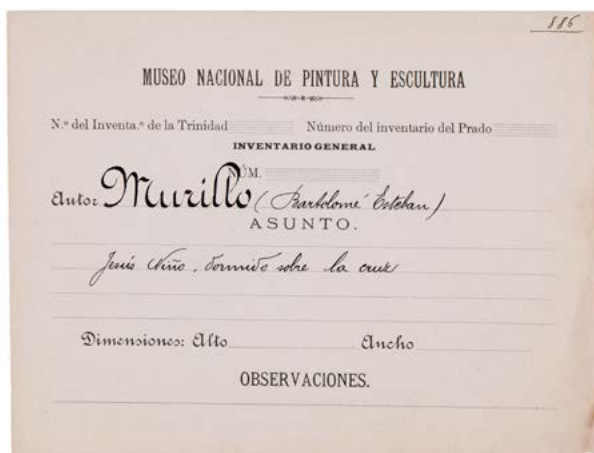 886
MUSEO NACIONAL DE PINTURA Y ESCULTURA
N.º del Inventa.º de la Trinidad Número del inventario del Prado
INVENTARIO GENERAL
NÚM.
Autor Murillo (Bartolomé Esteban)
ASUNTO.
Jesús Niño, dormido sobre la cruz
Dimensiones: Alto Ancho
OBSERVACIONES.